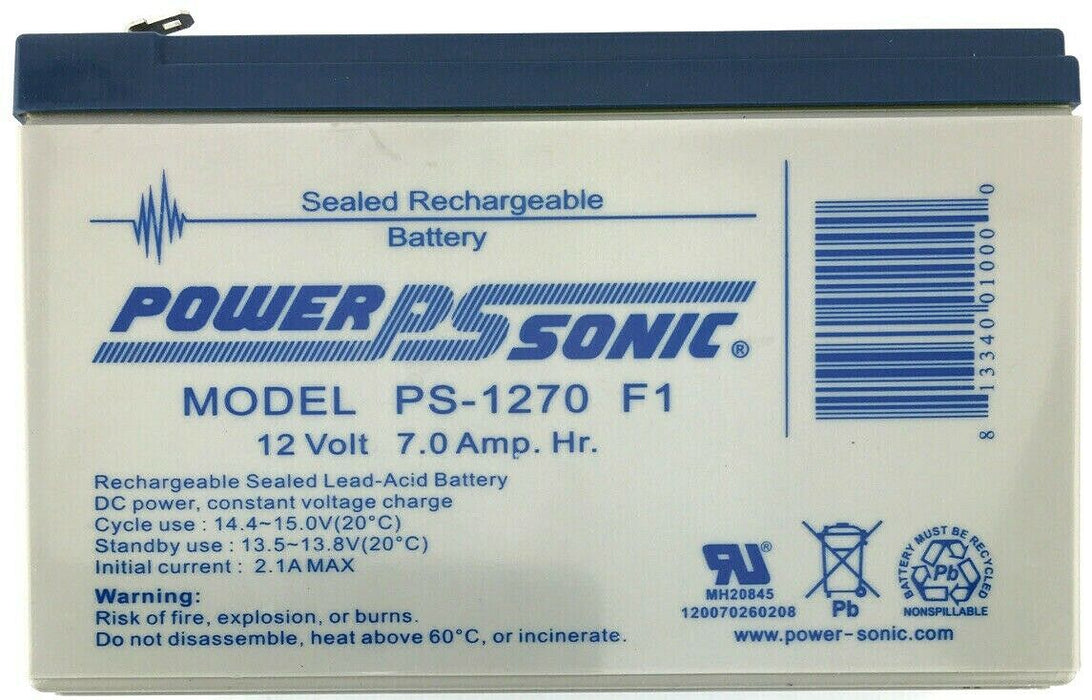 Sealed Rechargeable
Battery
POWER PS SONIC®
MODEL PS-1270 F1
12 Volt 7.0 Amp. Hr.
Rechargeable Sealed Lead-Acid Battery
DC power, constant voltage charge
Cycle use : 14.4~15.0V(20°C)
Standby use : 13.5~13.8V(20°C)
Initial current : 2.1A MAX
Warning:
Risk of fire, explosion, or burns.
Do not disassemble, heat above 60°C, or incinerate.
8 13340 01000 0
RU®
MH20845
120070260208
Pb
BATTERY MUST BE RECYCLED
Pb
NONSPILLABLE
www.power-sonic.com